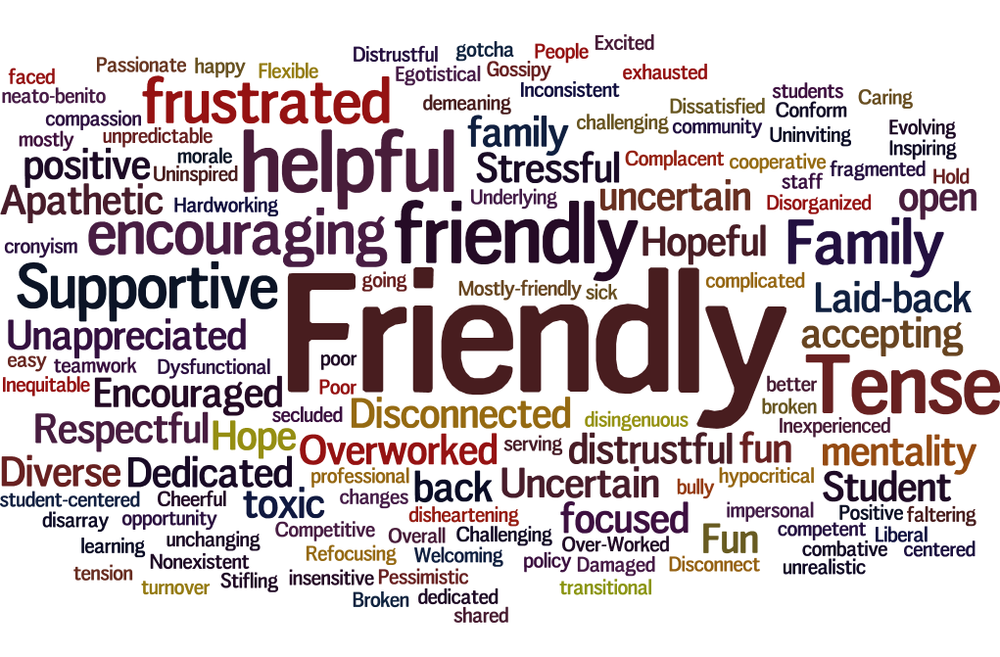 Distrustful gotcha People Excited
faced Passionate happy Flexible Egotistical Gossipy exhausted
neato-benito frustrated demeaning Inconsistent Dissatisfied students Caring
compassion family challenging community Conform
mostly unpredictable Uninviting Evolving
positive morale helpful Stressful Complacent cooperative fragmented Inspiring
Uninspired staff Hold
Apathetic Hardworking Underlying uncertain Disorganized open
cronyism encouraging friendly Hopeful Family
Supportive going Mostly-friendly sick complicated Laid-back
Friendly
Unappreciated accepting
easy teamwork Dysfunctional poor
Inequitable Encouraged Poor better Tense
secluded Disconnected disingenuous broken
Respectful Hope Inexperienced
Overworked serving distrustful fun mentality
Diverse Dedicated professional back Uncertain bully hypocritical Student
student-centered Cheerful toxic changes
disarray opportunity disheartening focused impersonal Positive faltering
learning unchanging Competitive Overall Challenging Over-Worked Fun competent Liberal
Nonexistent Refocusing Welcoming combative centered
tension policy Damaged Disconnect unrealistic
turnover Stifling insensitive Pessimistic transitional
Broken dedicated
shared